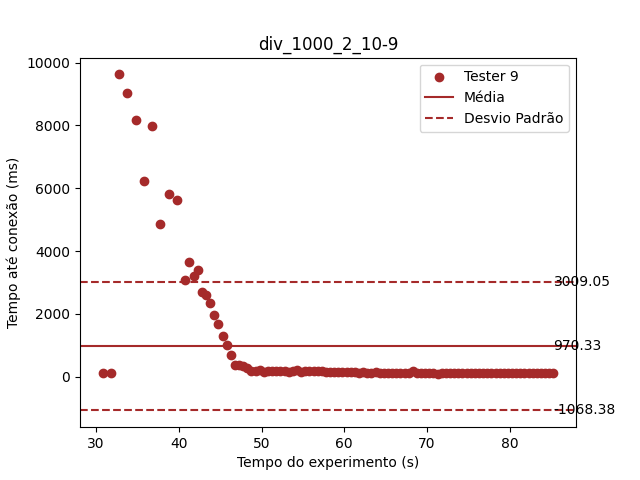 div_1000_2_10-9
Tester 9
Média
Desvio Padrão
10000
8000
6000
4000
2000
0
Tempo até conexão (ms)
3009.05
970.33
-1068.38
30 40 50 60 70 80
Tempo do experimento (s)